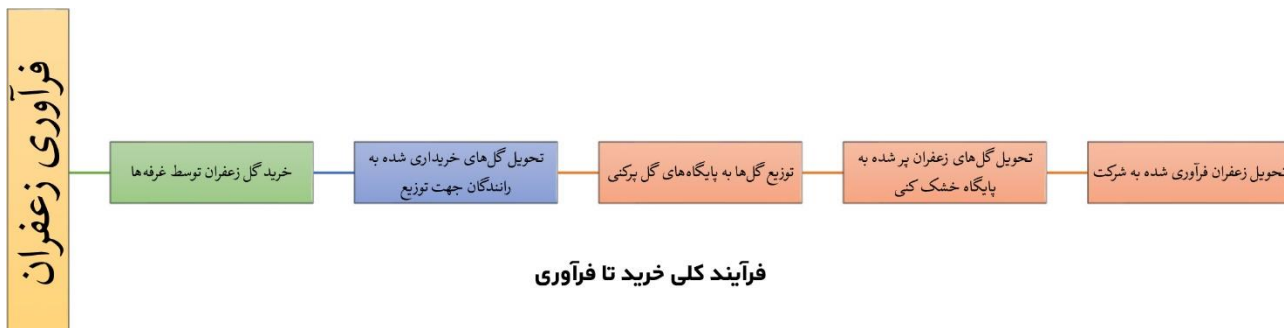 فرآوری زعفران
خرید گل زعفران توسط غرفه‌ها
تحویل گل‌های خریداری شده به
رانندگان جهت توزیع
توزیع گل‌ها به پایگاه‌های گل پرکنی
تحویل گل‌های زعفران پر شده به
پایگاه خشک کنی
تحویل زعفران فرآوری شده به شرکت
فرآیند کلی خرید تا فرآوری